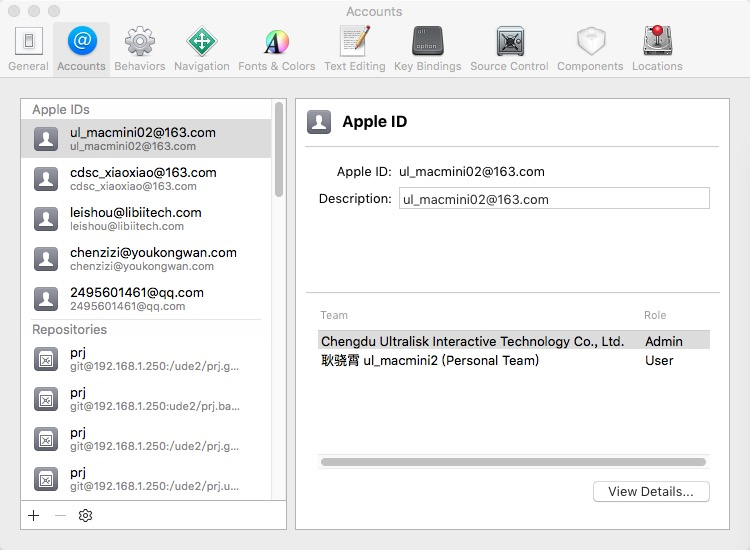 Accounts
General
Accounts
Behaviors
Navigation
Fonts & Colors
Text Editing
alt
option
Key Bindings
Source Control
Components
Locations
Apple IDs
ul_macmini02@163.com
ul_macmini02@163.com
cdsc_xiaoxiao@163.com
cdsc_xiaoxiao@163.com
leishou@libiitech.com
leishou@libiitech.com
chenzizi@youkongwan.com
chenzizi@youkongwan.com
2495601461@qq.com
2495601461@qq.com
Repositories
prj
git@192.168.1.250:/ude2/prj.g...
prj
git@192.168.1.250:ude2/prj.ba...
prj
git@192.168.1.250:/ude2/prj.g...
prj
git@192.168.1.250:/ude2/prj.u...
Apple ID
Apple ID: ul_macmini02@163.com
Description: ul_macmini02@163.com
Team Role
Chengdu Ultralisk Interactive Technology Co., Ltd. Admin
耿骁霄 ul_macmini2 (Personal Team) User
View Details...